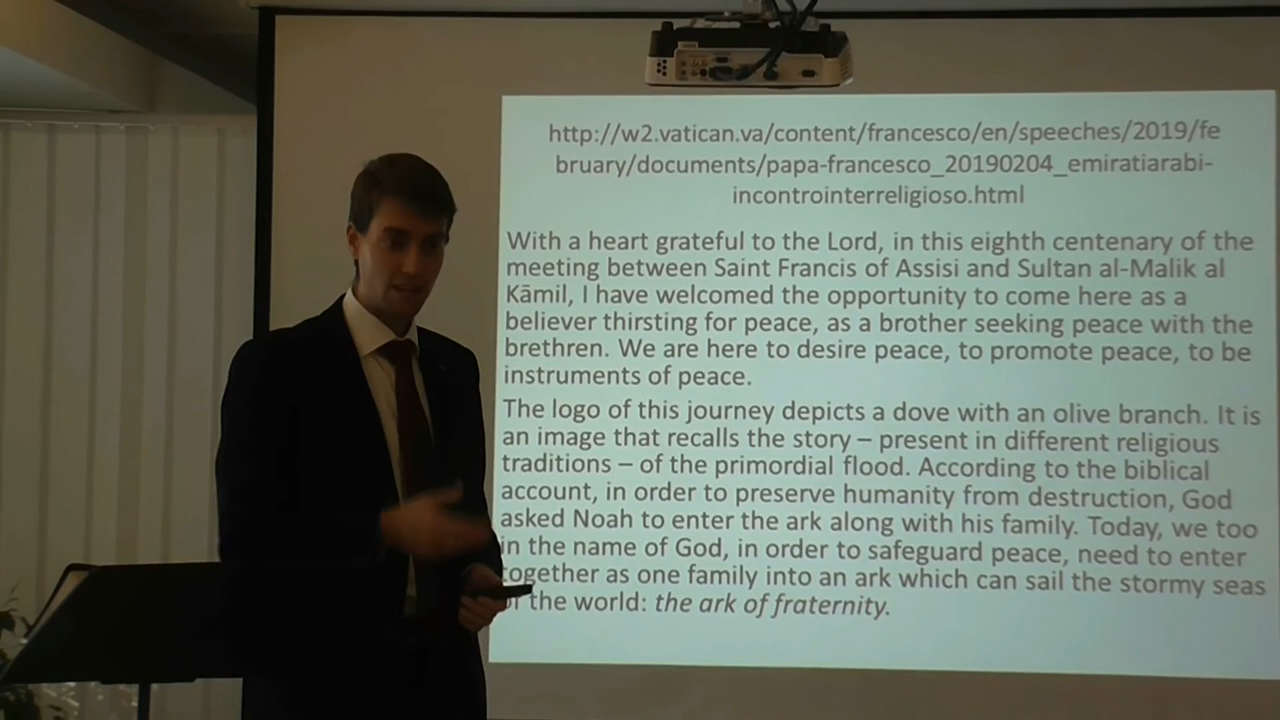 http://w2.vatican.va/content/francesco/en/speeches/2019/fe
bruary/documents/papa-francesco_20190204_emiratiarabi-
incontrointerreligioso.html
With a heart grateful to the Lord, in this eighth centenary of the
meeting between Saint Francis of Assisi and Sultan al-Malik al
Kāmil, I have welcomed the opportunity to come here as a
believer thirsting for peace, as a brother seeking peace with the
brethren. We are here to desire peace, to promote peace, to be
instruments of peace.
The logo of this journey depicts a dove with an olive branch. It is
an image that recalls the story – present in different religious
traditions – of the primordial flood. According to the biblical
account, in order to preserve humanity from destruction, God
asked Noah to enter the ark along with his family. Today, we too
in the name of God, in order to safeguard peace, need to enter
together as one family into an ark which can sail the stormy seas
of the world: the ark of fraternity.